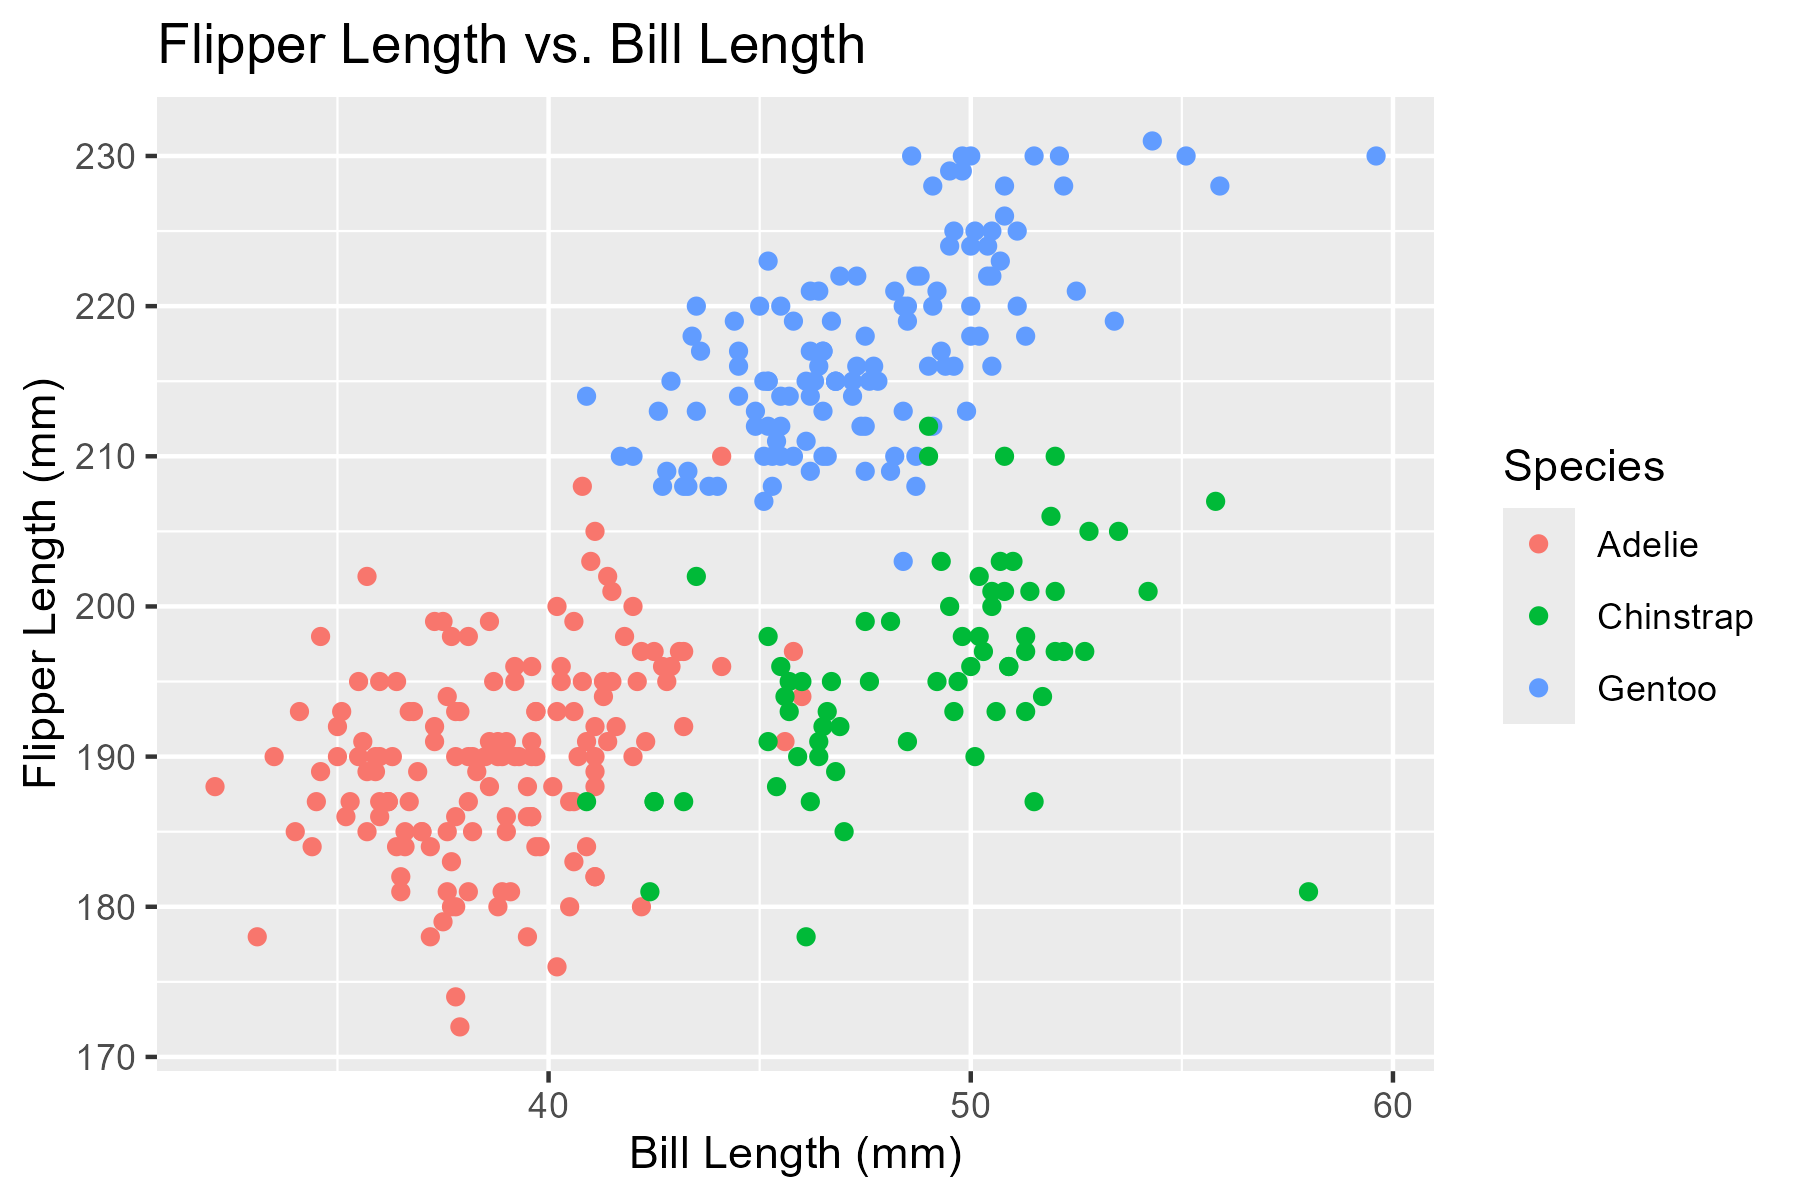 Flipper Length vs. Bill Length
Flipper Length (mm)
230
220
210
200
190
180
170
40 50 60
Bill Length (mm)
Species
Adelie
Chinstrap
Gentoo